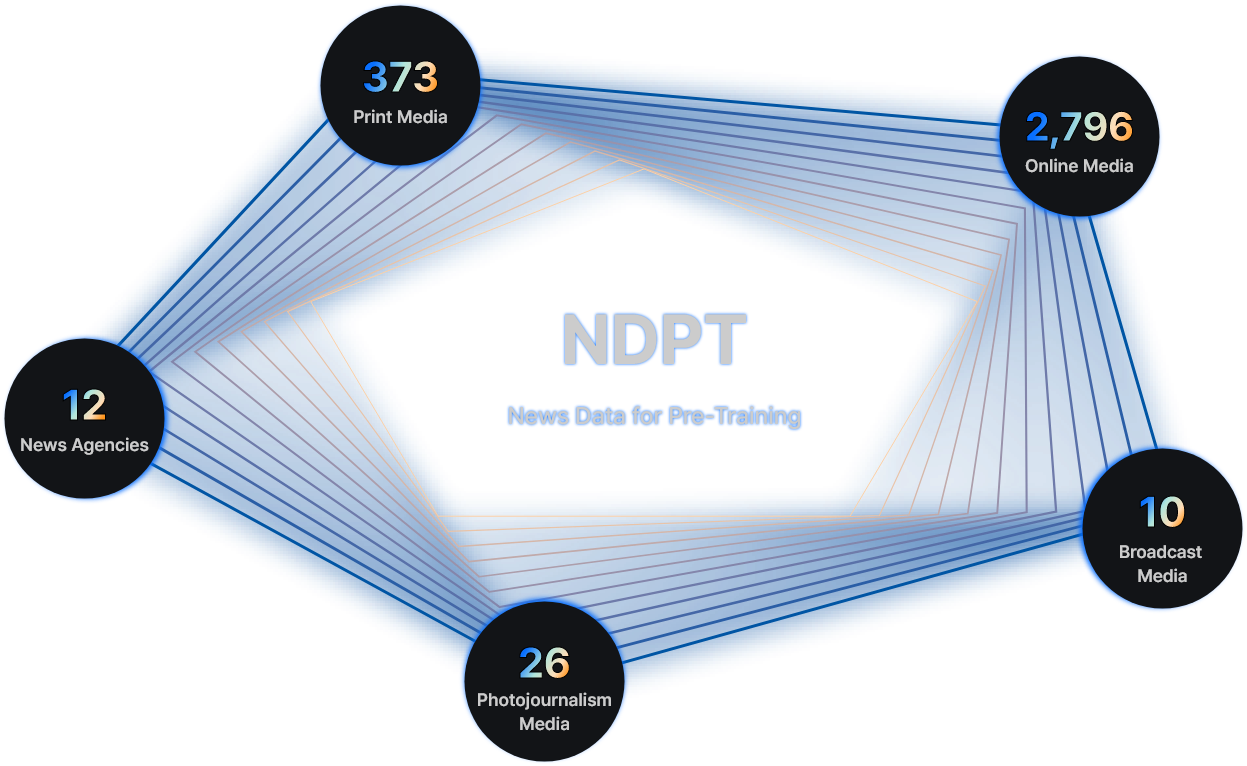 373
Print Media
2,796
Online Media
NDPT
News Data for Pre-Training
12
News Agencies
10
Broadcast
Media
26
Photojournalism
Media